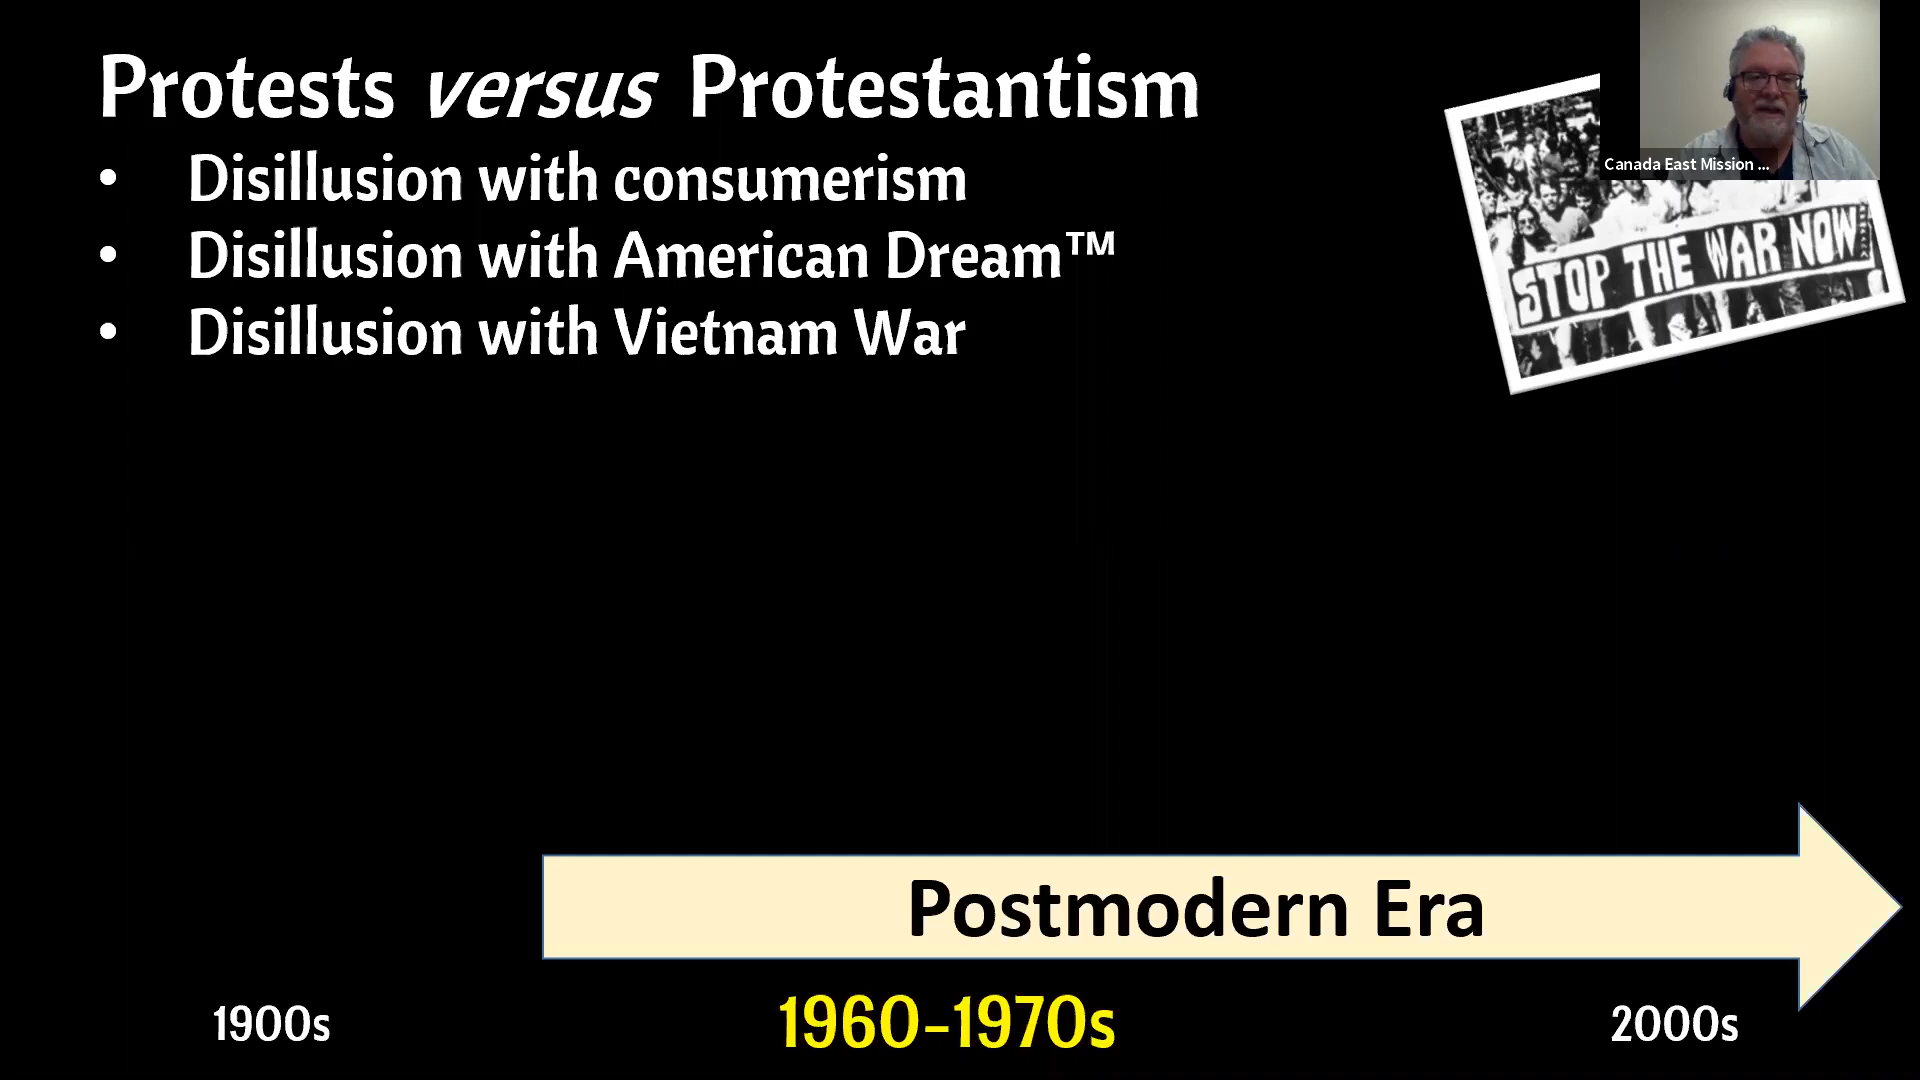 Protests versus Protestantism
• Disillusion with consumerism
• Disillusion with American Dream™
• Disillusion with Vietnam War
Canada East Mission ...
STOP THE WAR NOW
Postmodern Era
1900s
1960-1970s
2000s